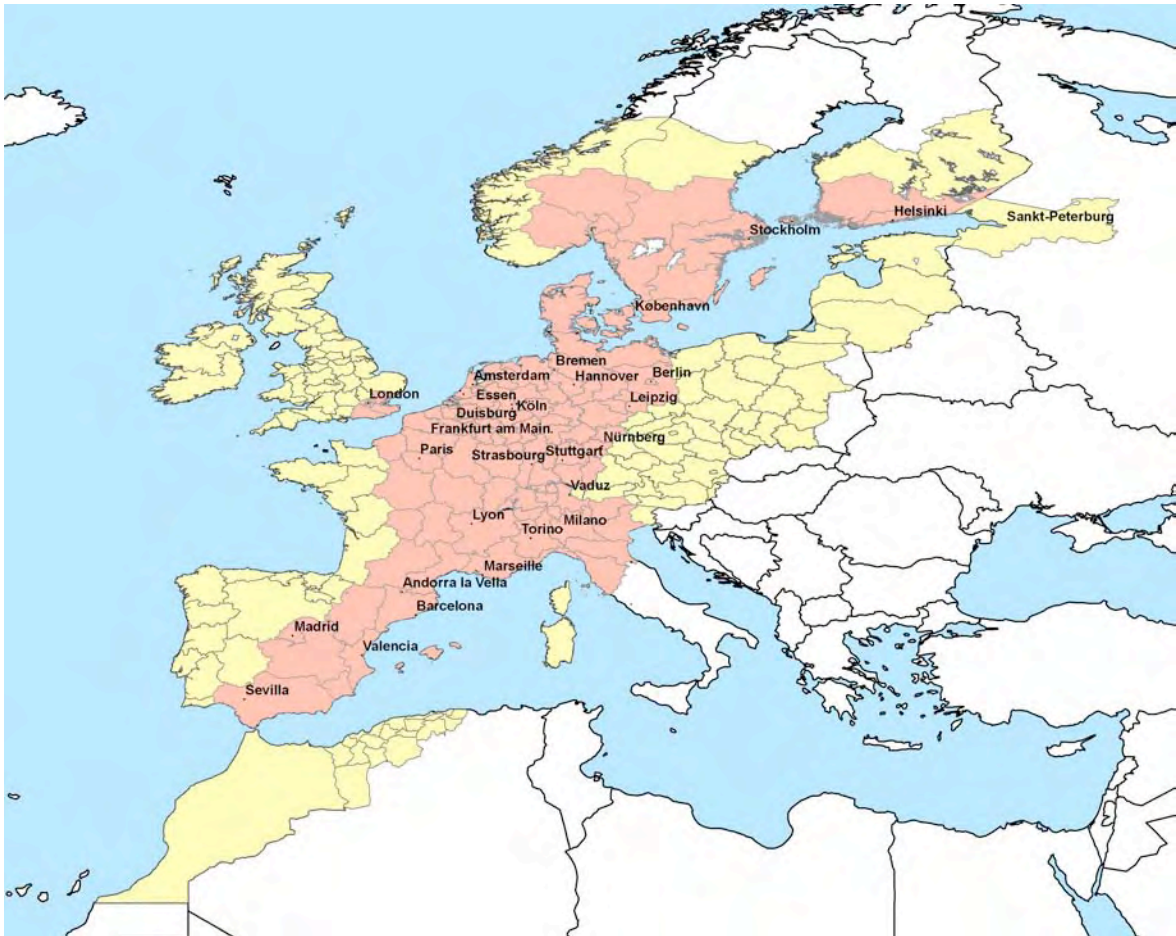 Helsinki
Sankt-Peterburg
Stockholm
København
Bremen
Berlin
Amsterdam
Hannover
London
Essen
Köln
Leipzig
Duisburg
Frankfurt am Main.
Nürnberg
Paris
Strasbourg
Stuttgart
Vaduz
Lyon
Milano
Torino
Marseille
Andorra la Vella
Barcelona
Madrid
Valencia
Sevilla